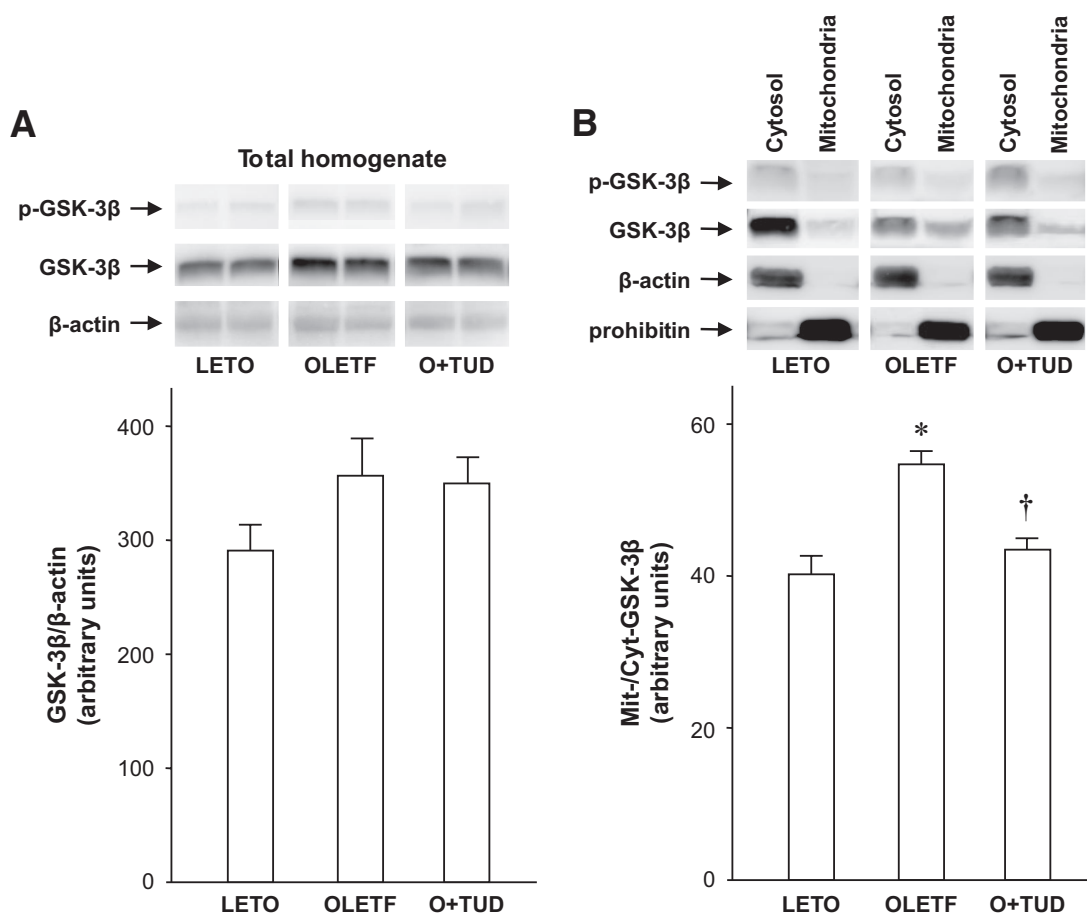 A
Total homogenate
p-GSK-3β
GSK-3β
β-actin
LETO OLETF O+TUD
GSK-3β/β-actin
(arbitrary units)
400
300
200
100
0
LETO OLETF O+TUD
B
Cytosol Mitochondria Cytosol Mitochondria Cytosol Mitochondria
p-GSK-3β
GSK-3β
β-actin
prohibitin
LETO OLETF O+TUD
Mit-/Cyt-GSK-3β
(arbitrary units)
60
40
20
0
*
†
LETO OLETF O+TUD